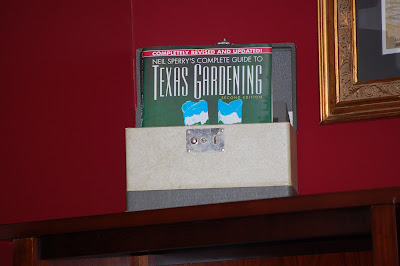 COMPLETELY REVISED AND UPDATED!
NEIL SPERRY'S COMPLETE GUIDE TO
TEXAS GARDENING
SECOND EDITION